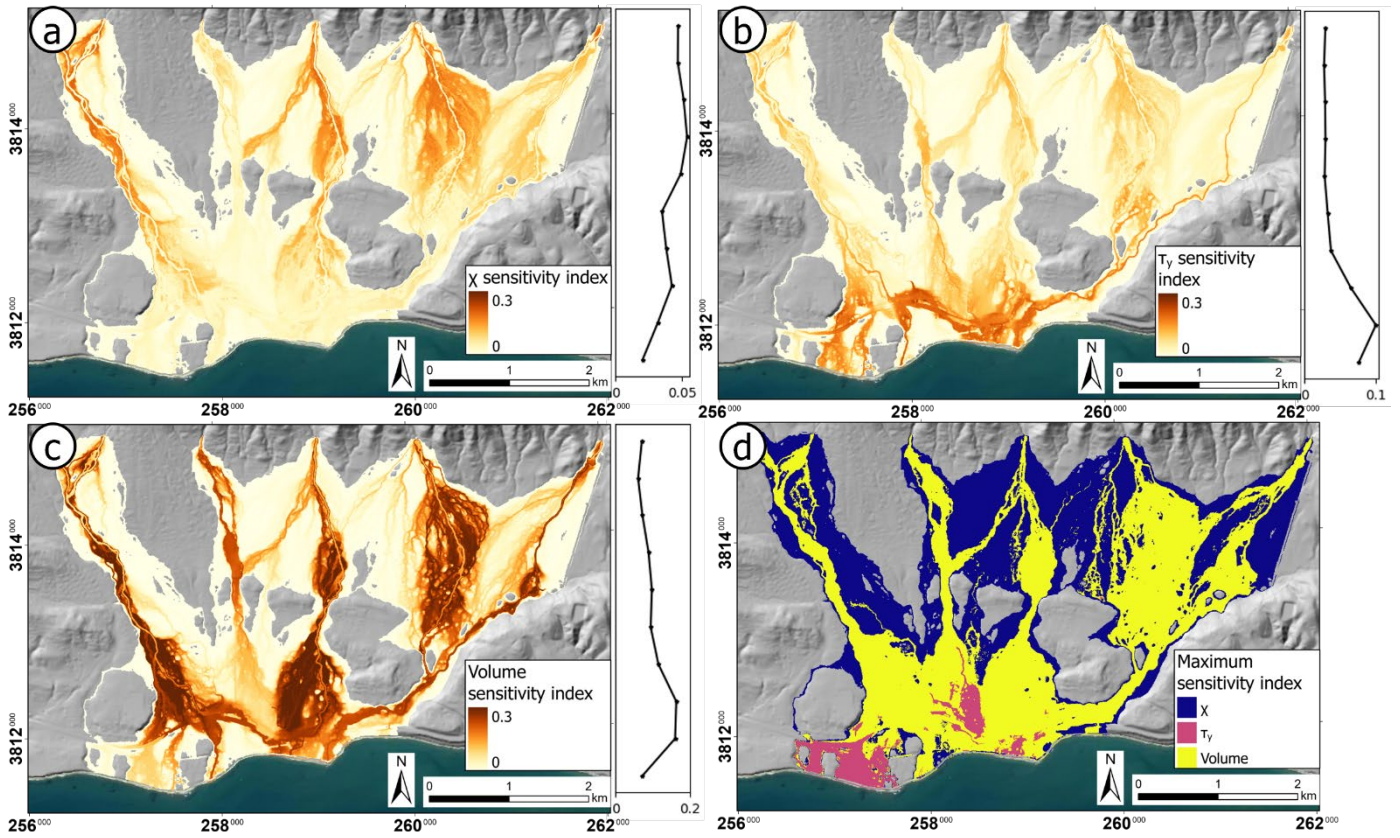 a
3814⁰⁰⁰
3812⁰⁰⁰
χ sensitivity index
0.3
0
N
0 1 2
km
256⁰⁰⁰ 258⁰⁰⁰ 260⁰⁰⁰ 262⁰⁰⁰
0 0.05
b
3814⁰⁰⁰
3812⁰⁰⁰
τy sensitivity
index
0.3
0
N
0 1 2
km
256⁰⁰⁰ 258⁰⁰⁰ 260⁰⁰⁰ 262⁰⁰⁰
0 0.1
c
3814⁰⁰⁰
3812⁰⁰⁰
Volume
sensitivity index
0.3
0
N
0 1 2
km
256⁰⁰⁰ 258⁰⁰⁰ 260⁰⁰⁰ 262⁰⁰⁰
0 0.2
d
3814⁰⁰⁰
3812⁰⁰⁰
Maximum
sensitivity index
χ
τy
Volume
N
0 1 2
km
256⁰⁰⁰ 258⁰⁰⁰ 260⁰⁰⁰ 262⁰⁰⁰